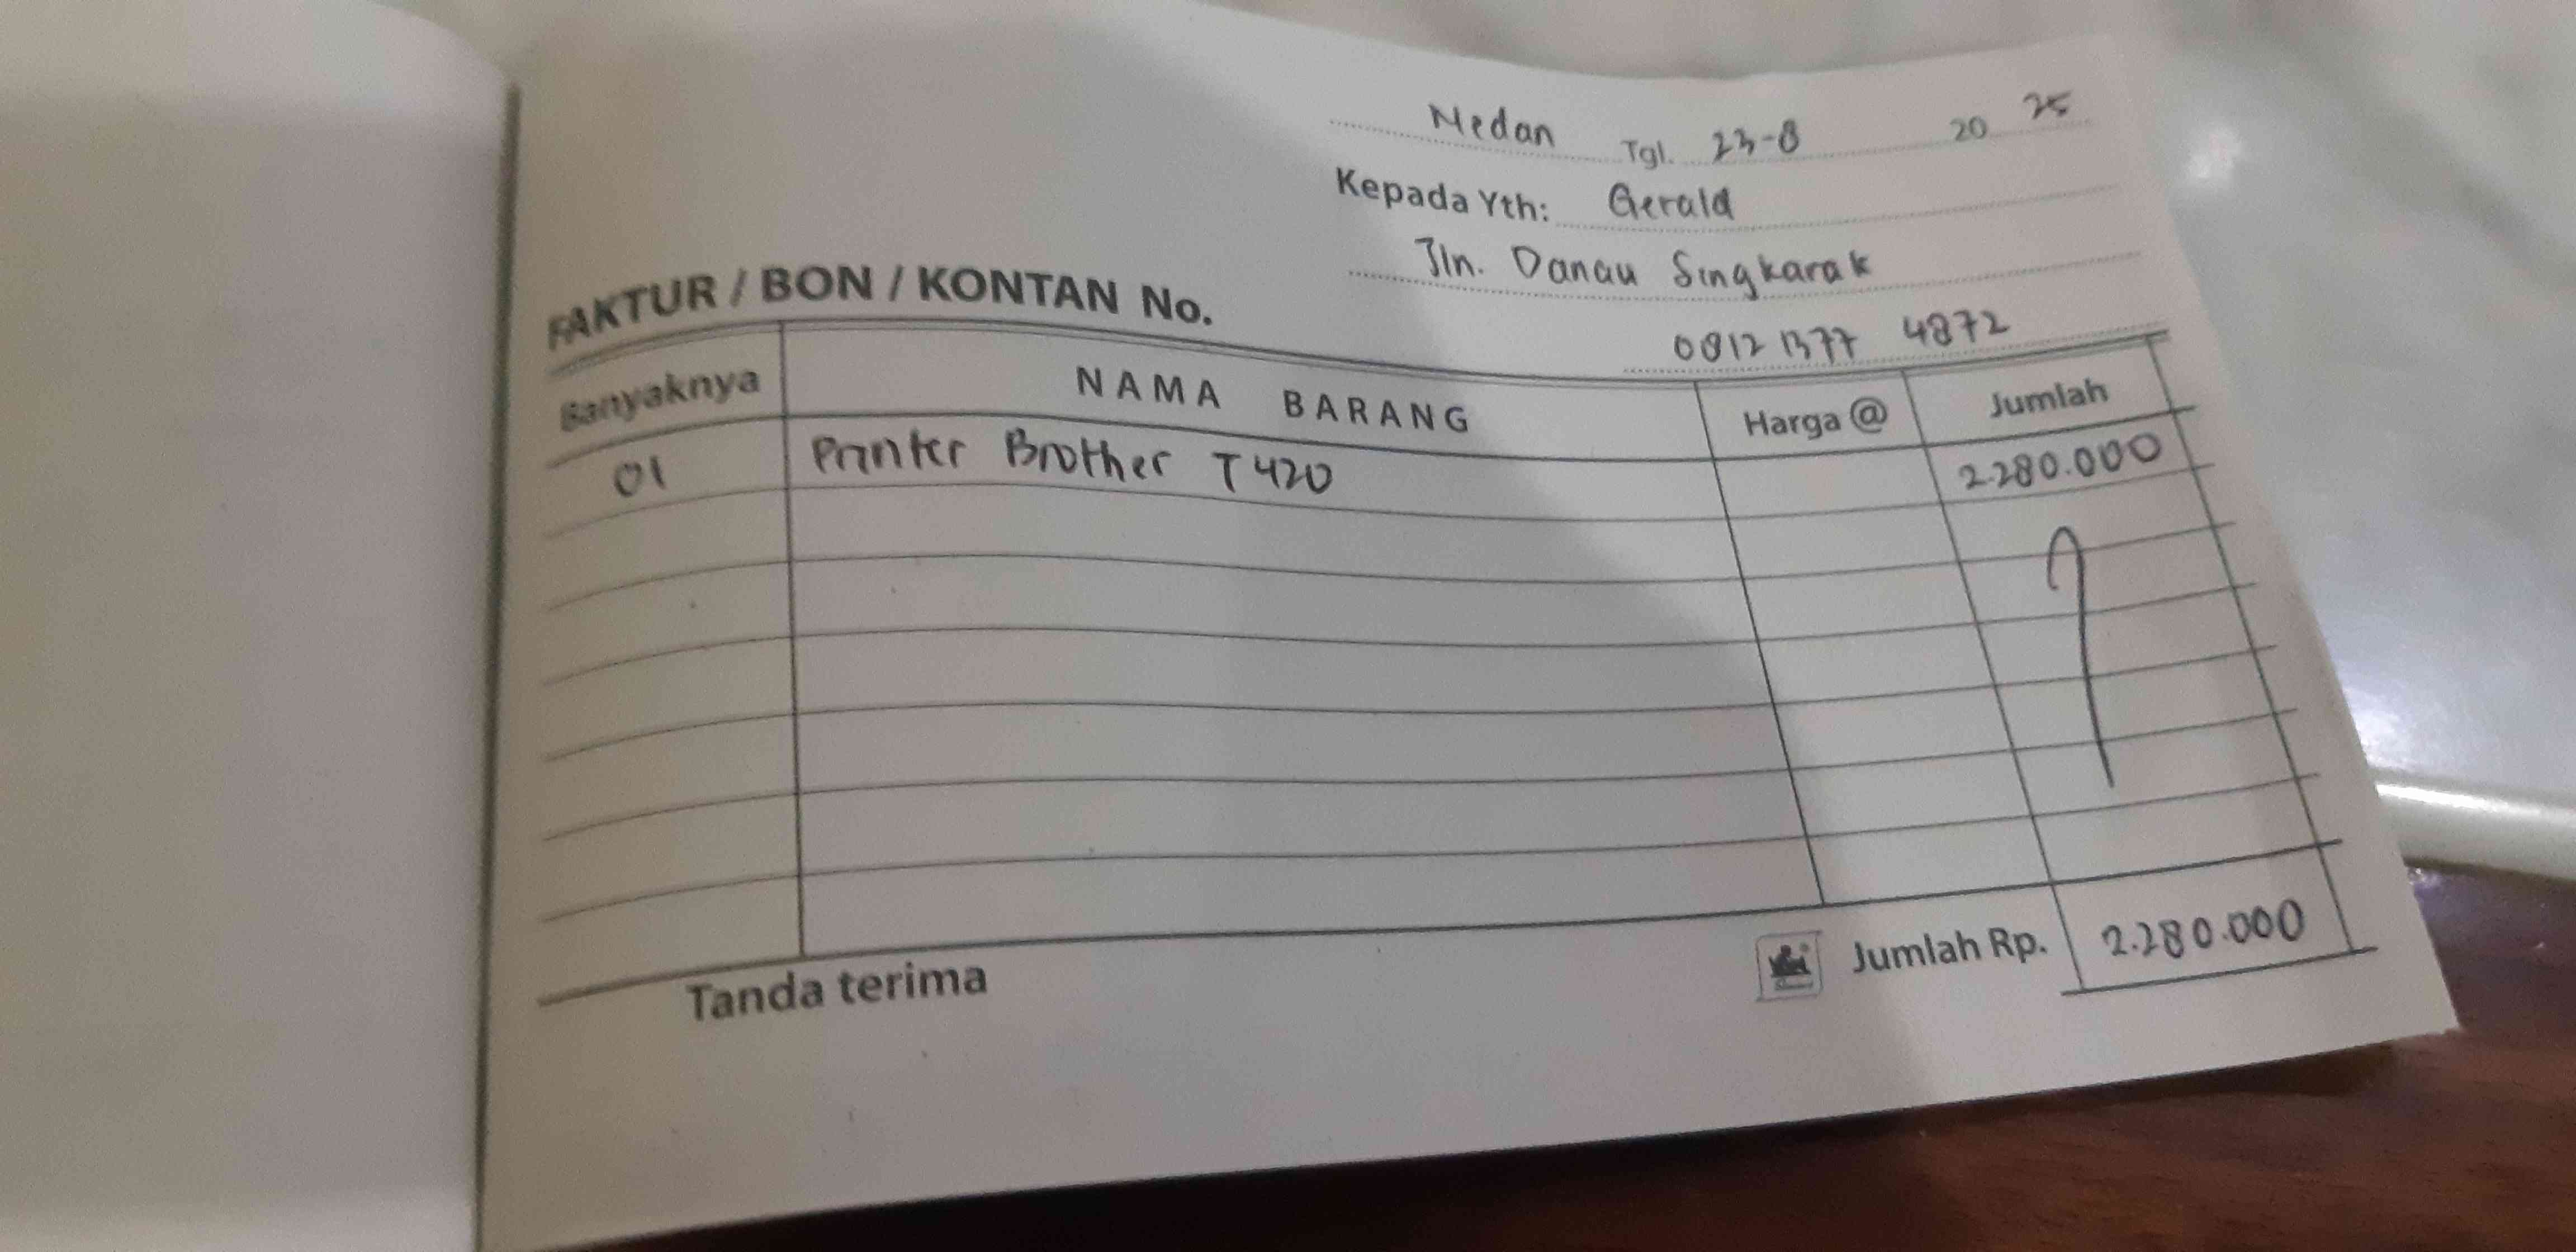 Medan Tgl. 23-8 20 25
Kepada Yth: Gerald
Jln. Danau Singkarak
0812 1377 4872
FAKTUR / BON / KONTAN No.
Banyaknya NAMA BARANG Harga @ Jumlah
01 Printer Brother T420 2.280.000
Tanda terima Jumlah Rp. 2.280.000